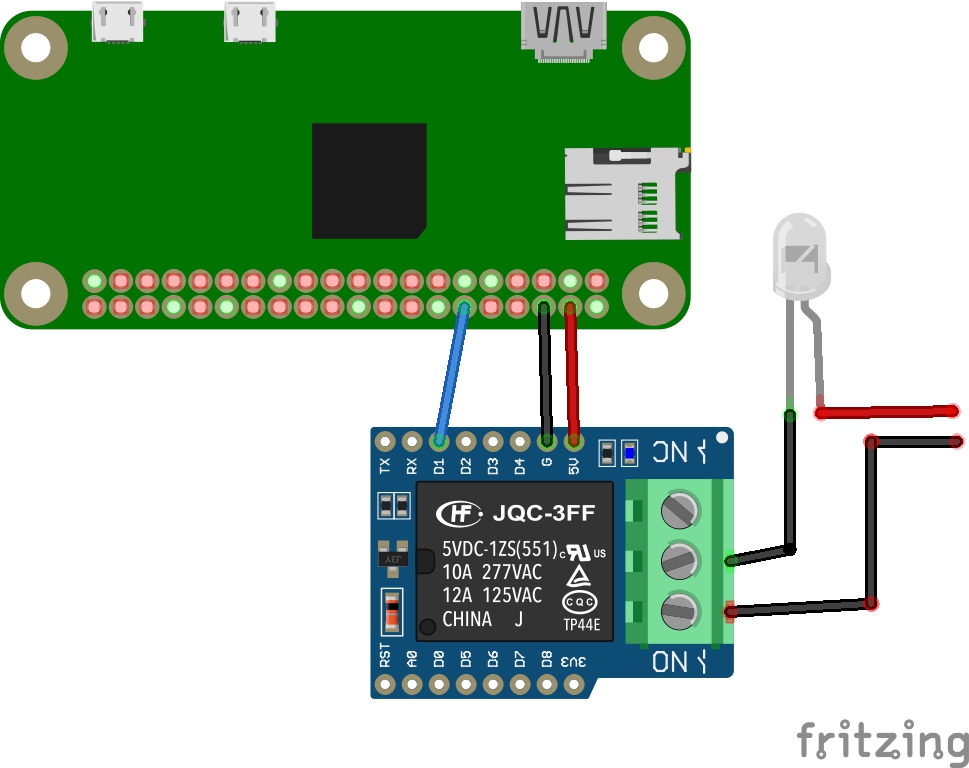 TX RX D1 D2 D3 D4 G 5V
NC
HF JQC-3FF
5VDC-1ZS(551) c US
10A 277VAC
12A 125VAC
CQC
CHINA J
TP44E
J3Y
RST A0 D0 D5 D6 D7 D8 3V3
NO
fritzing